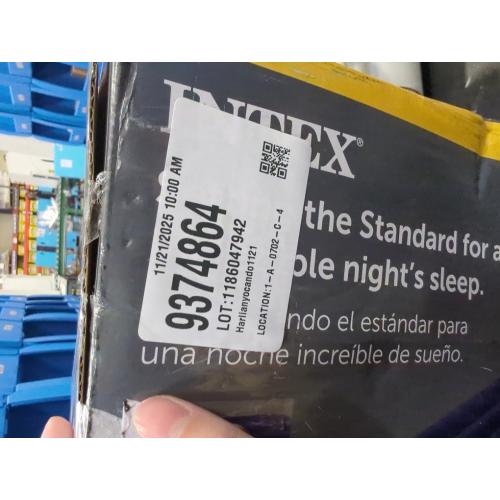 INTEX®
the Standard for a
ble night's sleep.
ndo el estándar para
una noche increíble de sueño.
11/21/2025 10:00 AM
9374864
LOT:1186047942
Harilanyocando1121
LOCATION:1-A-0702-C-4